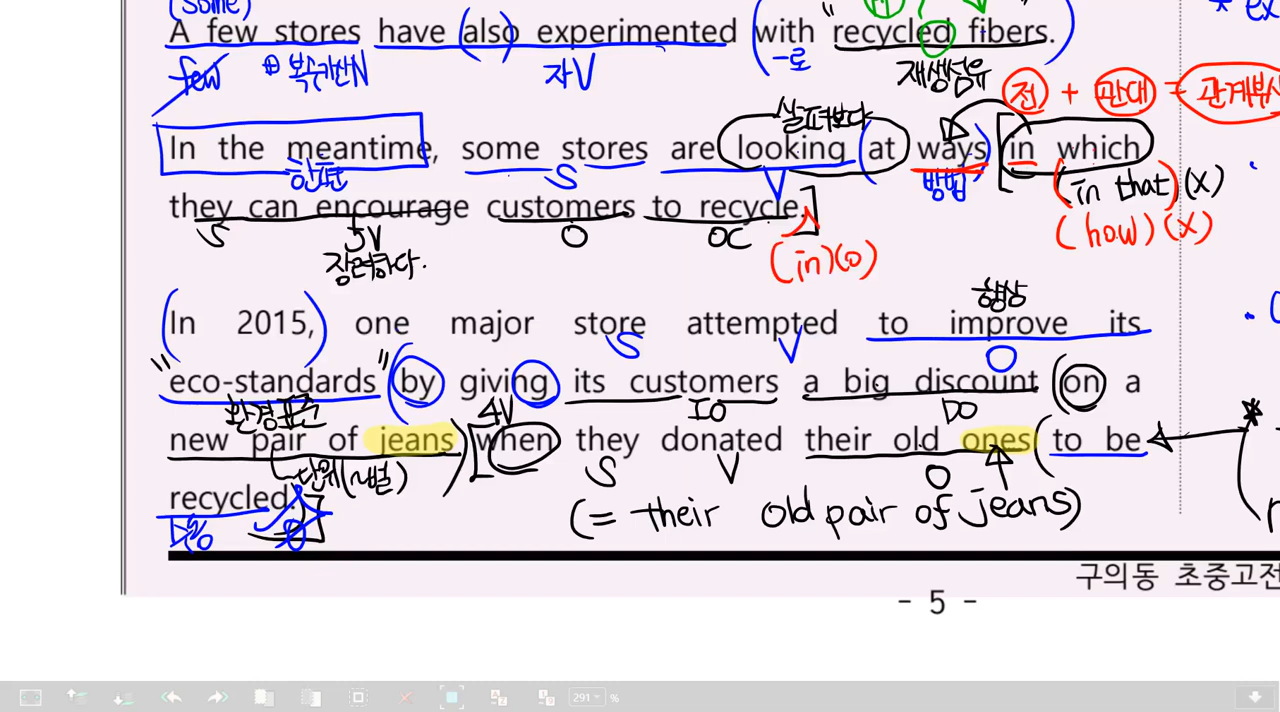 (some)
A few stores have (also) experimented (with recycled fibers.)
few ⊕ 복수가산N 자V -로 재생섬유
전 + 관대 = 관계부사
살펴보다
In the meantime, some stores are looking (at ways) [in which
한편 S V 방법 (in that) (X)
they can encourage customers to recycle.]
S 5V O OC (in)(O) (how) (X)
장려하다.
향상
(In 2015,) one major store attempted to improve its
S V O
"eco-standards" (by giving its customers a big discount (on a
환경표준 4V IO DO
new pair of jeans) [when they donated their old ones (to be
단위 S V O
recycled.]
(= their old pair of jeans)
구의동 초중고전
- 5 -
291 %